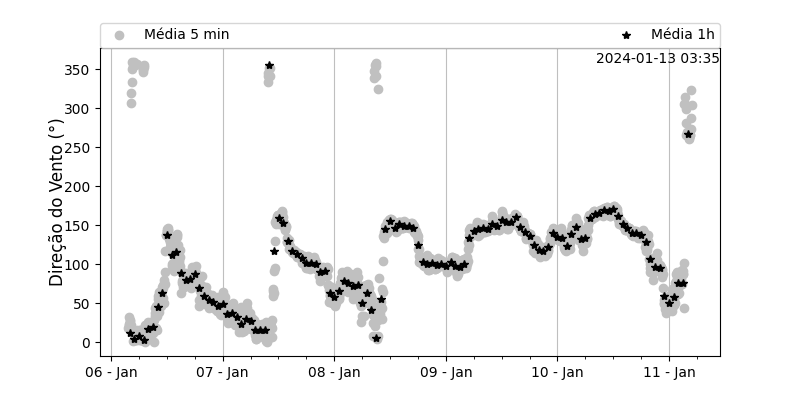 Média 5 min
Média 1h
2024-01-13 03:35
Direção do Vento (°)
350
300
250
200
150
100
50
0
06 - Jan
07 - Jan
08 - Jan
09 - Jan
10 - Jan
11 - Jan